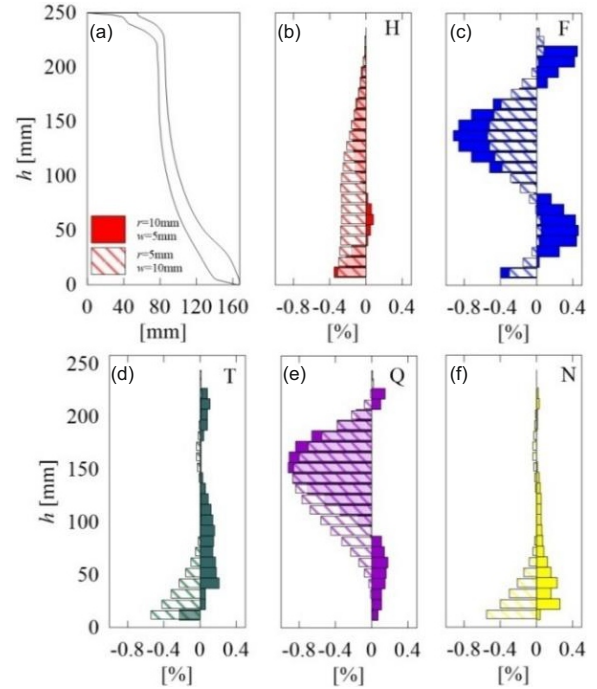 (a)
(b) H
(c) F
250
200
150
100
50
0
h [mm]
r=10mm
w=5mm
r=5mm
w=10mm
0 40 80 120 160
[mm]
-0.8 -0.4 0 0.4
[%]
-0.8 -0.4 0 0.4
[%]
(d) T
(e) Q
(f) N
250
200
150
100
50
0
h [mm]
-0.8 -0.4 0 0.4
[%]
-0.8 -0.4 0 0.4
[%]
-0.8 -0.4 0 0.4
[%]